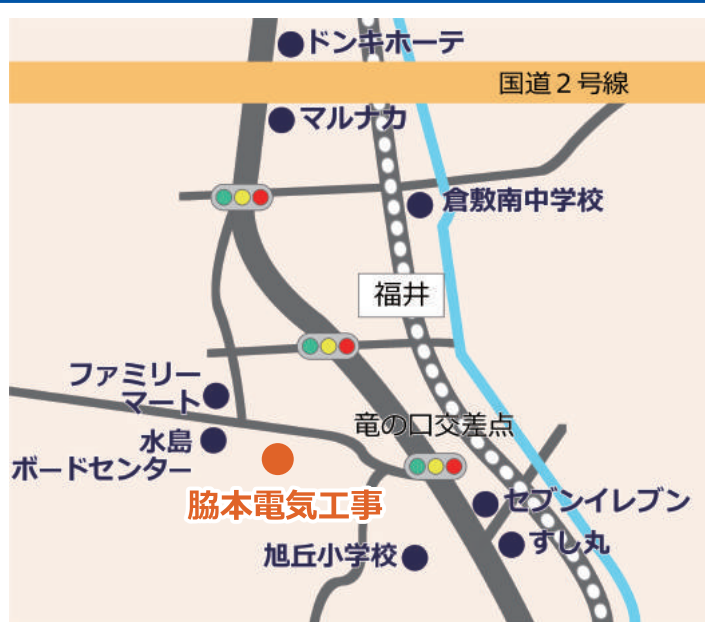 ドンキホーテ
国道２号線
マルナカ
倉敷南中学校
福井
ファミリー
マート
竜の口交差点
水島
ボードセンター
脇本電気工事
セブンイレブン
すし丸
旭丘小学校